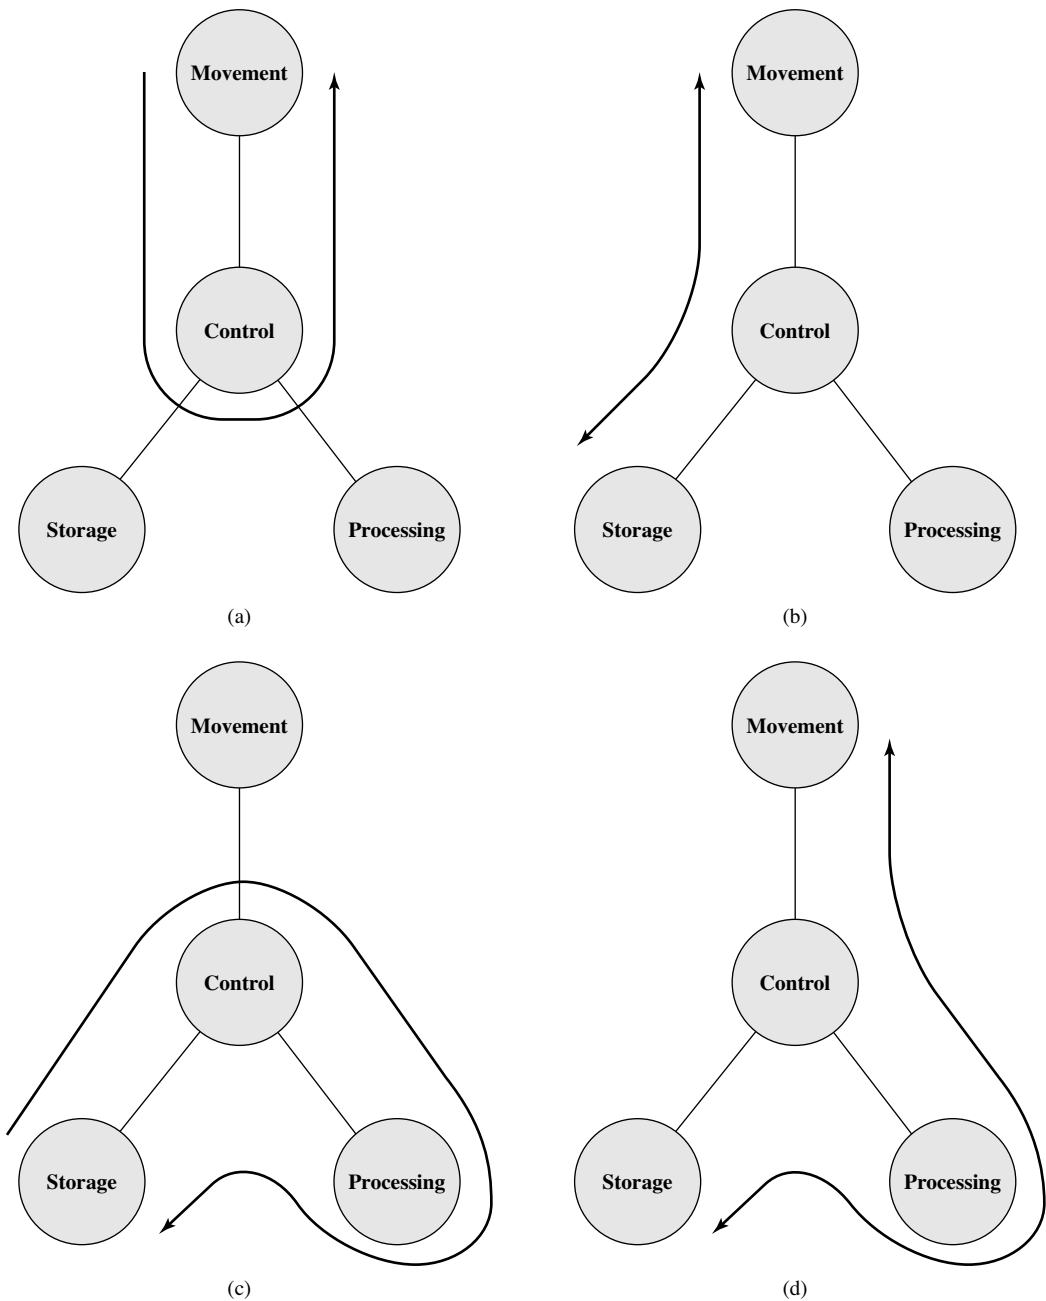 Movement
Movement
Control
Control
Storage
Processing
Storage
Processing
(a)
(b)
Movement
Movement
Control
Control
Storage
Processing
Storage
Processing
(c)
(d)